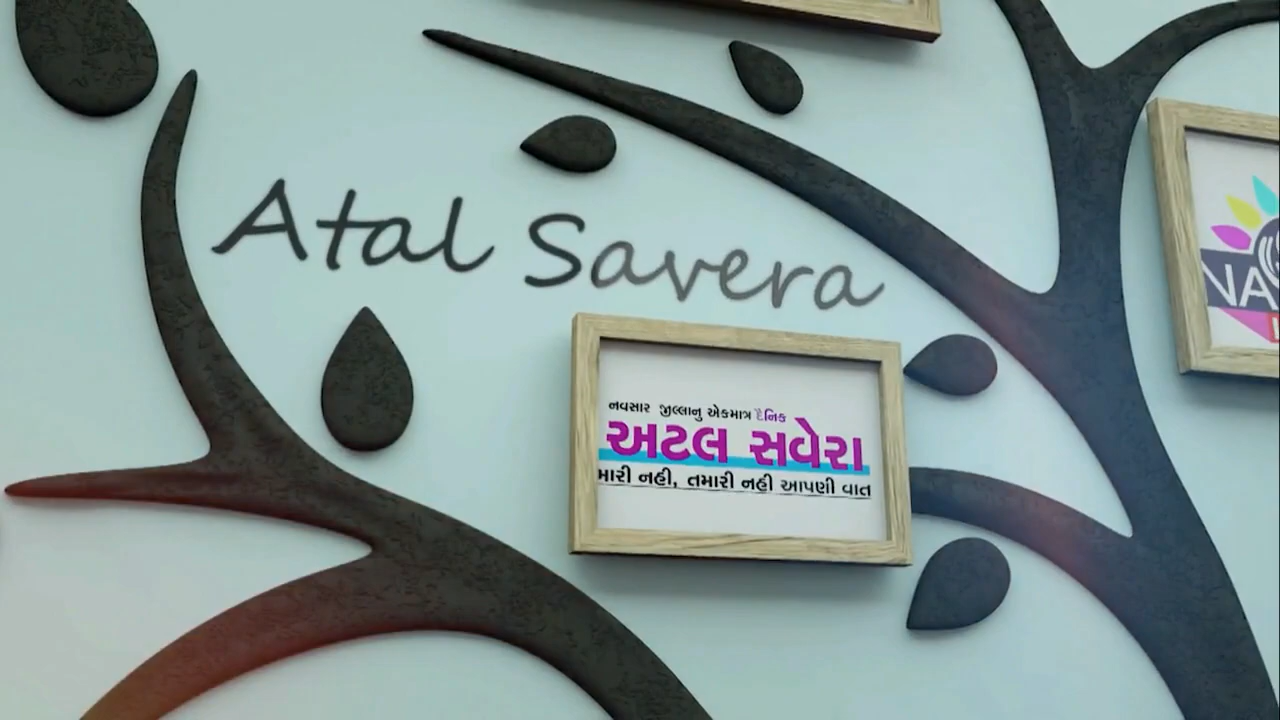 Atal Savera
નવસાર જીલ્લાનુ એકમાત્ર દૈનિક
અટલ સવેરા
મારી નહી, તમારી નહી આપણી વાત